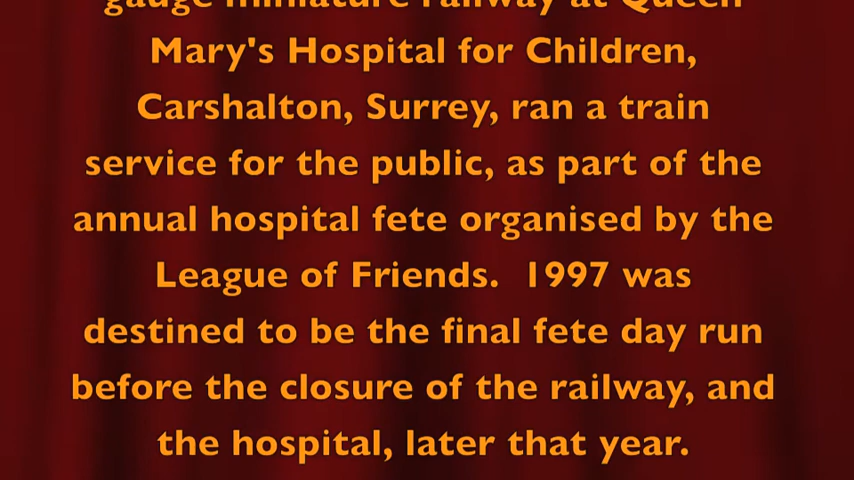 gauge miniature railway at Queen
Mary's Hospital for Children,
Carshalton, Surrey, ran a train
service for the public, as part of the
annual hospital fete organised by the
League of Friends.  1997 was
destined to be the final fete day run
before the closure of the railway, and
the hospital, later that year.